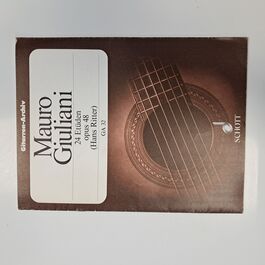 Gitarren-Archiv
Mauro
Giuliani
24 Etüden
opus 48
(Hans Ritter)
GA 32
SCHOTT